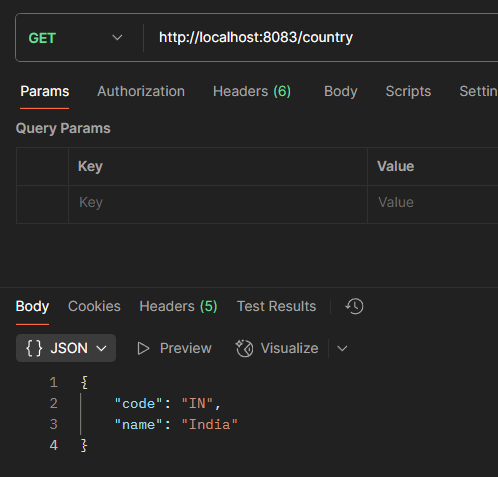 GET http://localhost:8083/country
Params Authorization Headers (6) Body Scripts Settin
Query Params
Key Value
Key Value
Body Cookies Headers (5) Test Results
{} JSON Preview Visualize
1 {
2 "code": "IN",
3 "name": "India"
4 }